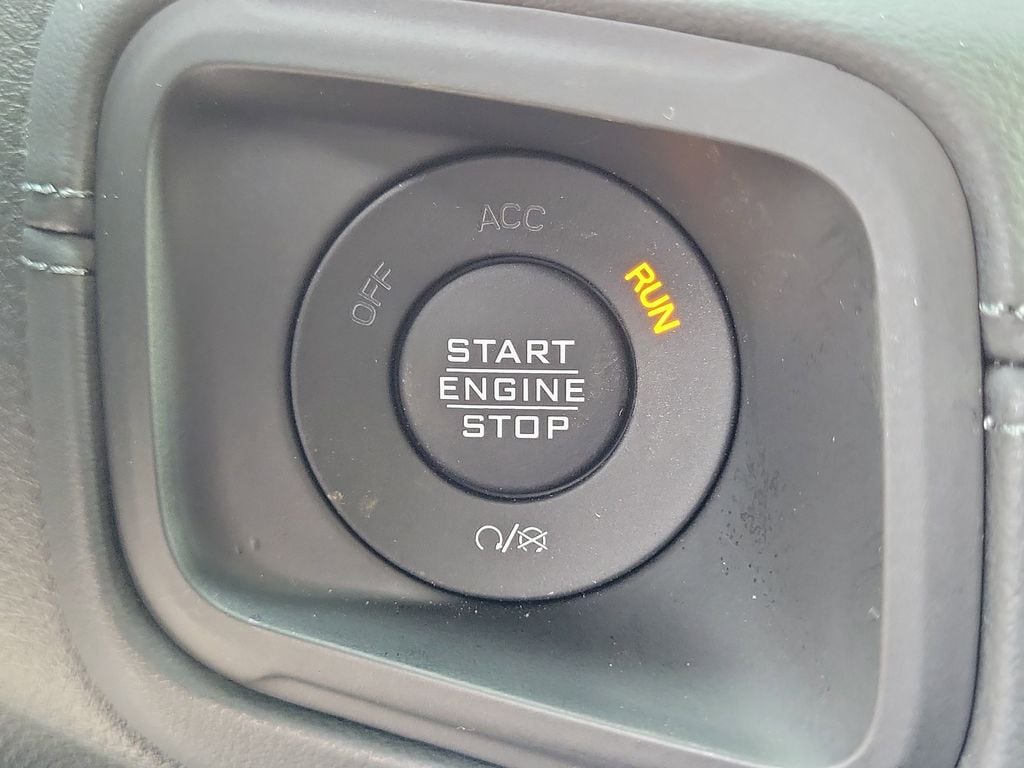 ACC
OFF
RUN
START
ENGINE
STOP